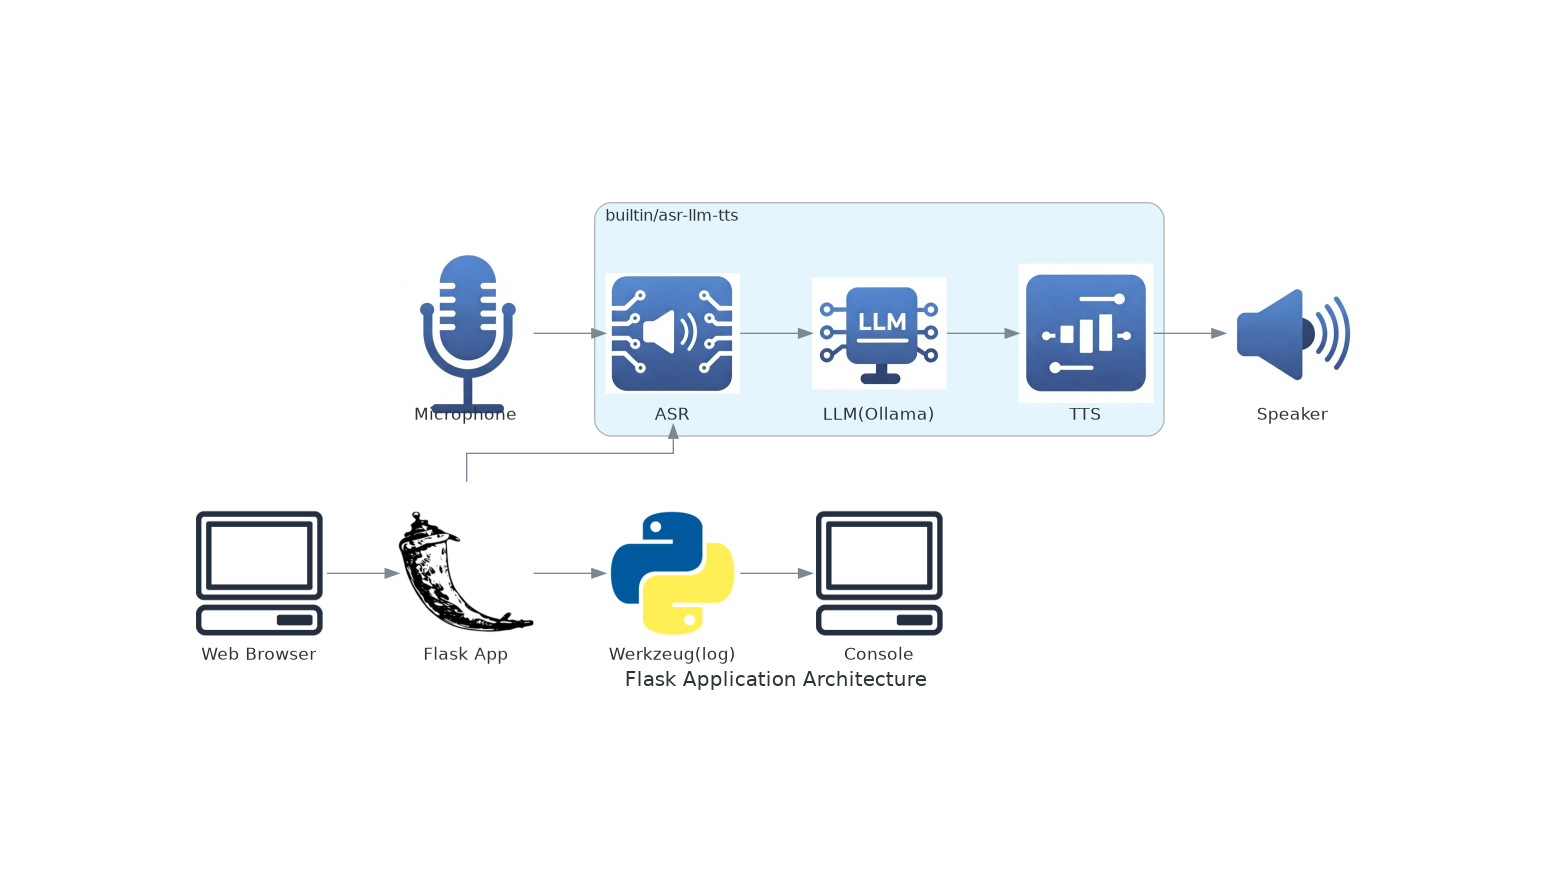 builtin/asr-llm-tts
LLM
Microphone
ASR
LLM(Ollama)
TTS
Speaker
Web Browser
Flask App
Werkzeug(log)
Console
Flask Application Architecture